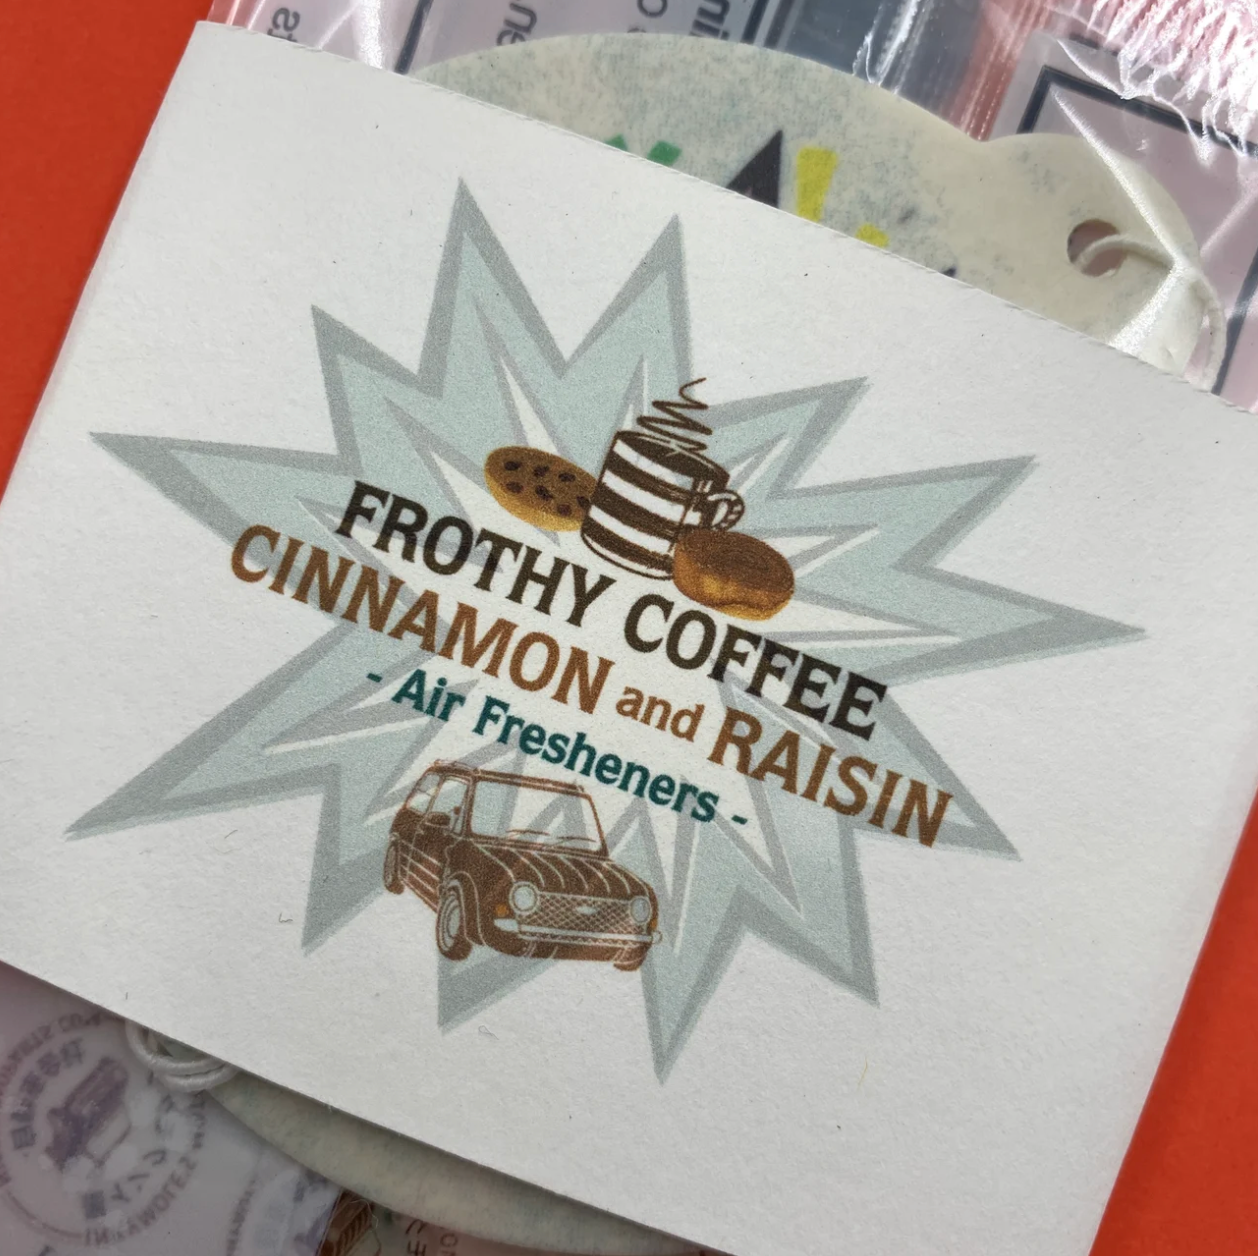 FROTHY COFFEE
CINNAMON and RAISIN
- Air Fresheners -